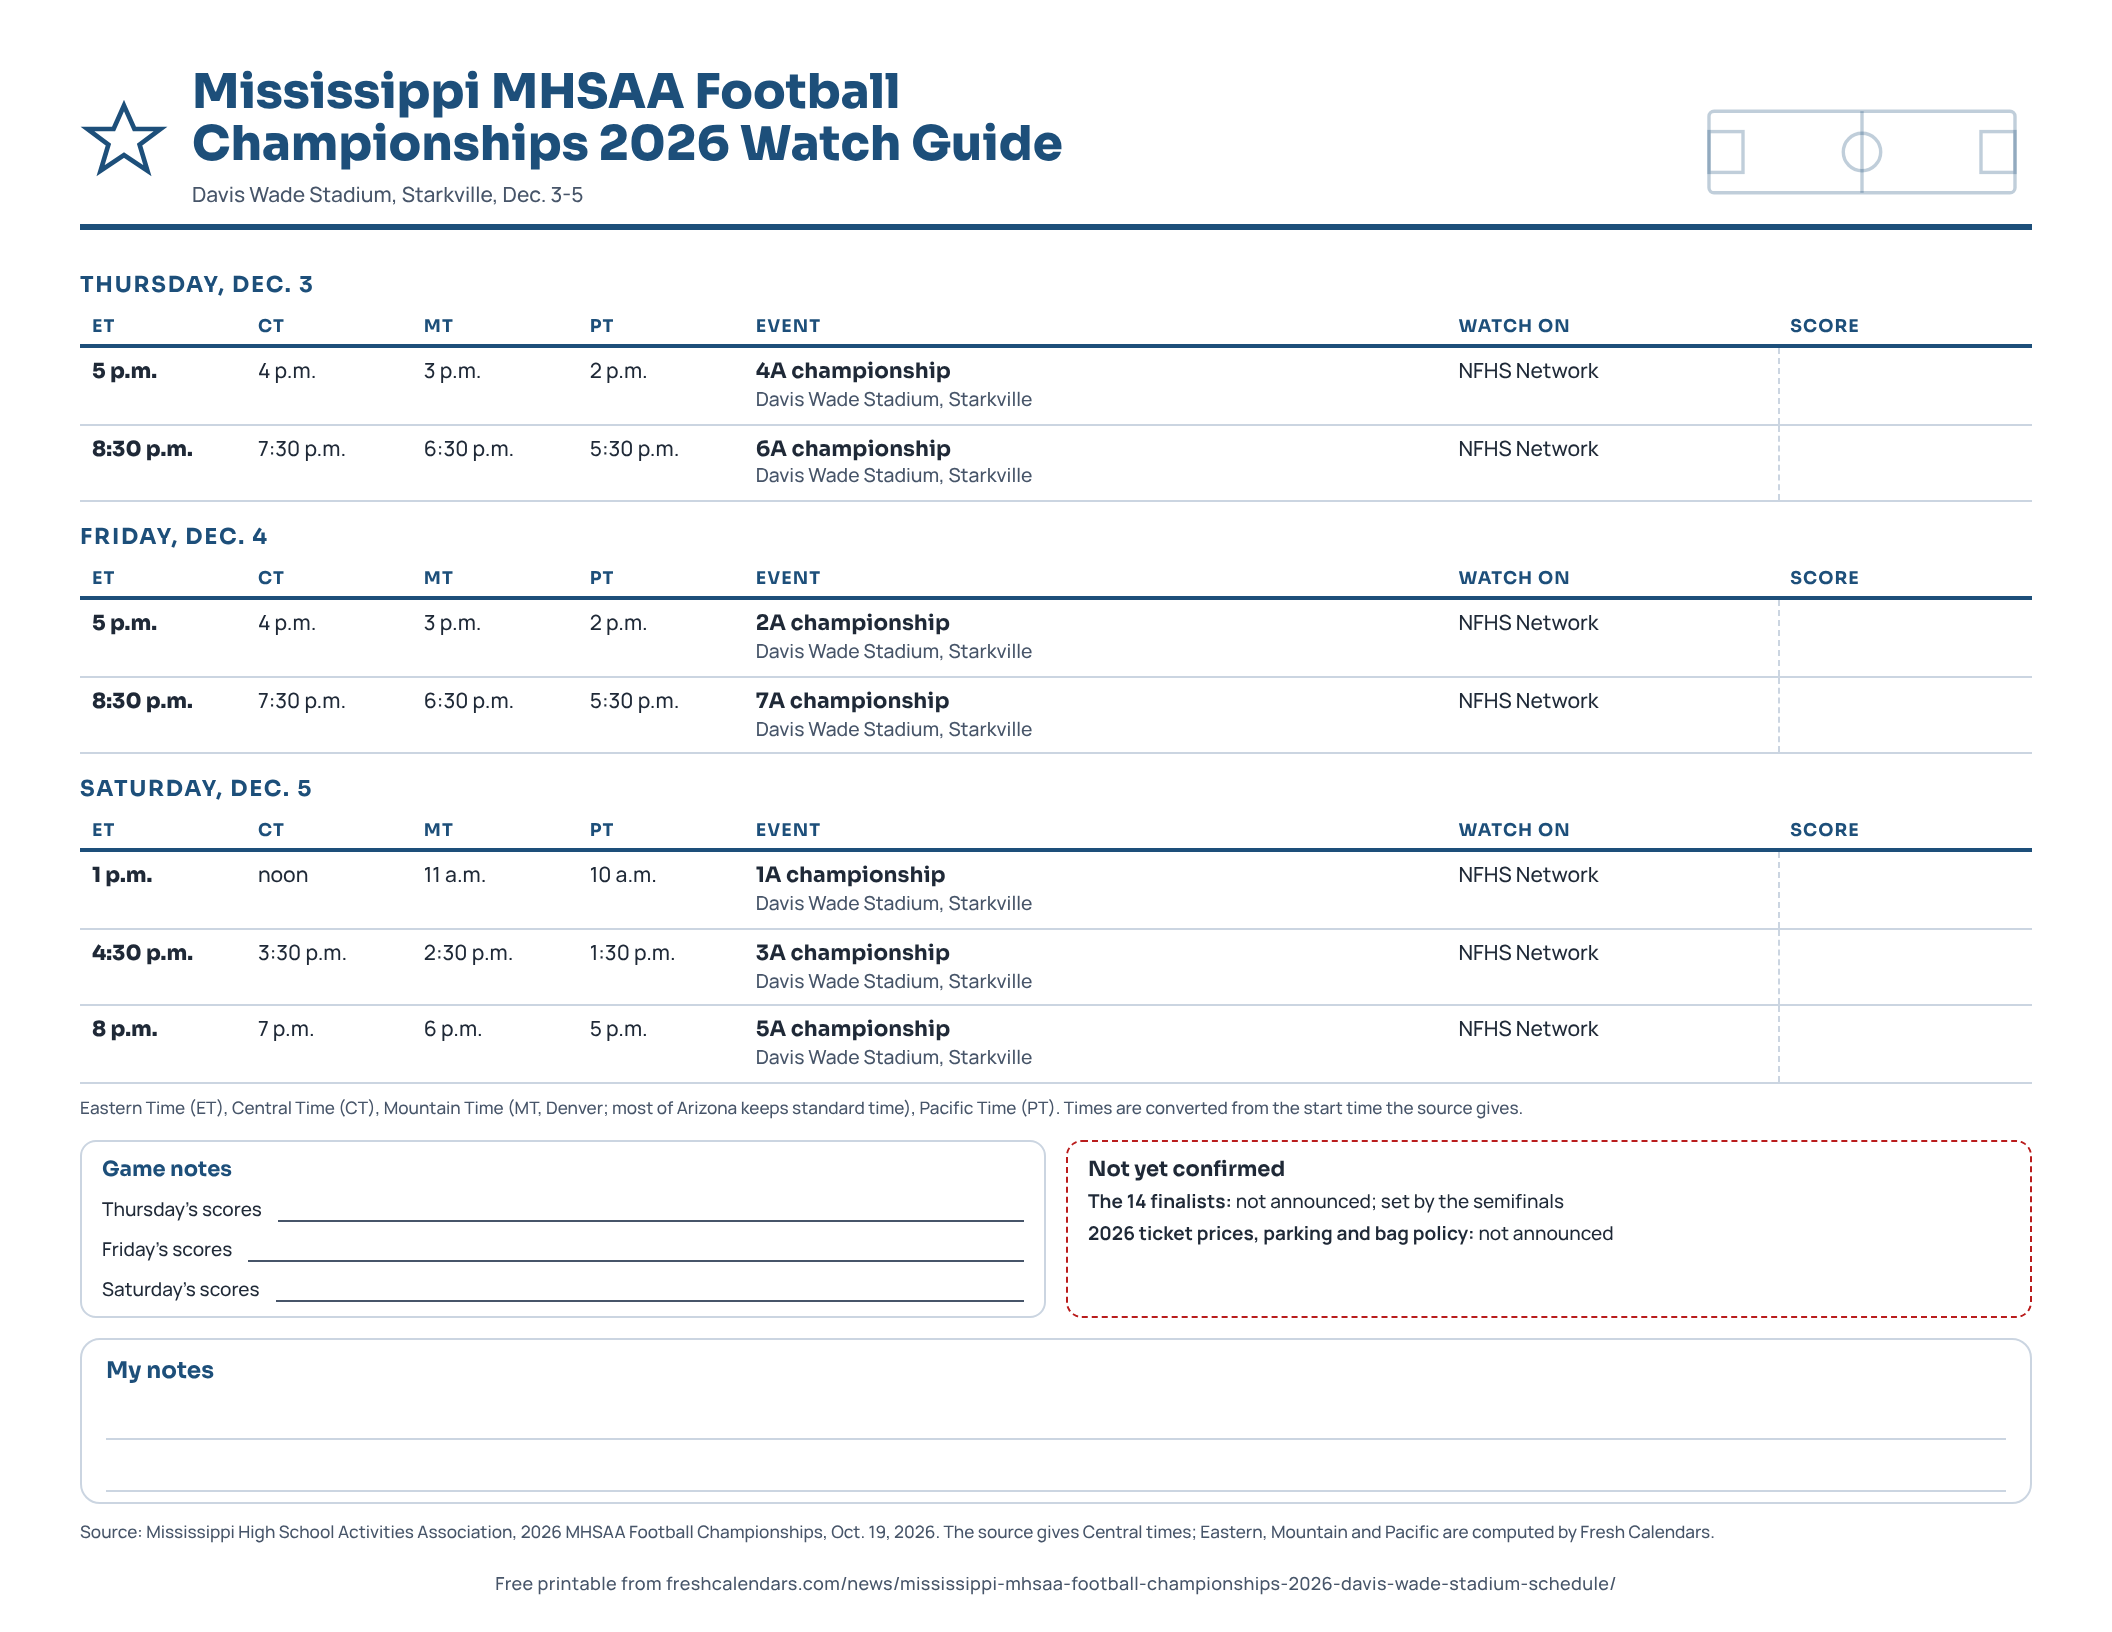 Mississippi MHSAA Football
Championships 2026 Watch Guide
Davis Wade Stadium, Starkville, Dec. 3-5
THURSDAY, DEC. 3
ET CT MT PT EVENT WATCH ON SCORE
5 p.m. 4 p.m. 3 p.m. 2 p.m. 4A championship NFHS Network
Davis Wade Stadium, Starkville
8:30 p.m. 7:30 p.m. 6:30 p.m. 5:30 p.m. 6A championship NFHS Network
Davis Wade Stadium, Starkville
FRIDAY, DEC. 4
ET CT MT PT EVENT WATCH ON SCORE
5 p.m. 4 p.m. 3 p.m. 2 p.m. 2A championship NFHS Network
Davis Wade Stadium, Starkville
8:30 p.m. 7:30 p.m. 6:30 p.m. 5:30 p.m. 7A championship NFHS Network
Davis Wade Stadium, Starkville
SATURDAY, DEC. 5
ET CT MT PT EVENT WATCH ON SCORE
1 p.m. noon 11 a.m. 10 a.m. 1A championship NFHS Network
Davis Wade Stadium, Starkville
4:30 p.m. 3:30 p.m. 2:30 p.m. 1:30 p.m. 3A championship NFHS Network
Davis Wade Stadium, Starkville
8 p.m. 7 p.m. 6 p.m. 5 p.m. 5A championship NFHS Network
Davis Wade Stadium, Starkville
Eastern Time (ET), Central Time (CT), Mountain Time (MT, Denver; most of Arizona keeps standard time), Pacific Time (PT). Times are converted from the start time the source gives.
Game notes
Thursday's scores
Friday's scores
Saturday's scores
Not yet confirmed
The 14 finalists: not announced; set by the semifinals
2026 ticket prices, parking and bag policy: not announced
My notes
Source: Mississippi High School Activities Association, 2026 MHSAA Football Championships, Oct. 19, 2026. The source gives Central times; Eastern, Mountain and Pacific are computed by Fresh Calendars.
Free printable from freshcalendars.com/news/mississippi-mhsaa-football-championships-2026-davis-wade-stadium-schedule/